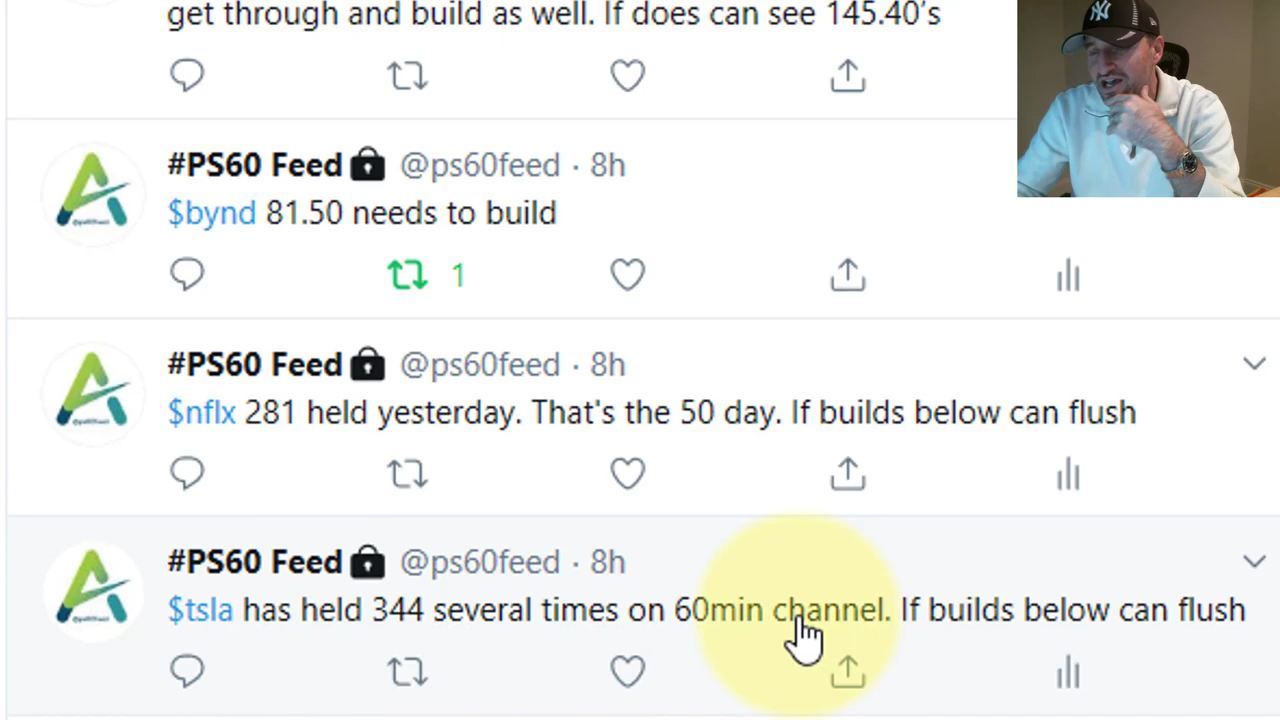 get through and build as well. If does can see 145.40's
#PS60 Feed @ps60feed · 8h
$bynd 81.50 needs to build
1
#PS60 Feed @ps60feed · 8h
$nflx 281 held yesterday. That's the 50 day. If builds below can flush
#PS60 Feed @ps60feed · 8h
$tsla has held 344 several times on 60min channel. If builds below can flush